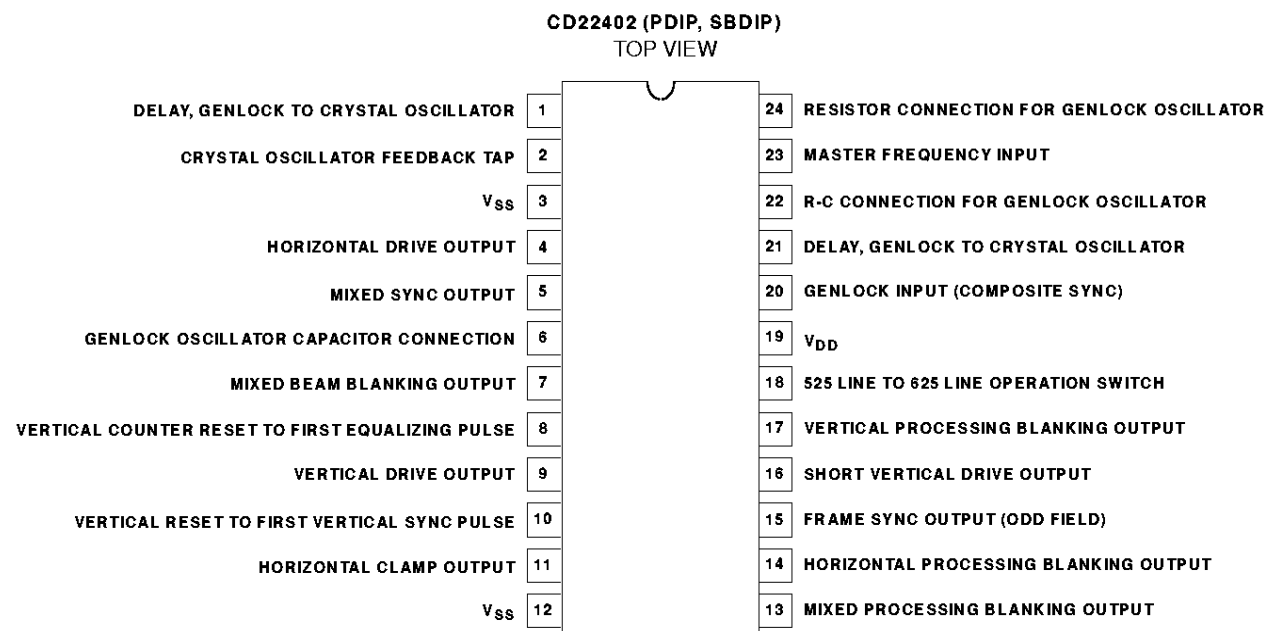 CD22402 (PDIP, SBDIP)
TOP VIEW
DELAY, GENLOCK TO CRYSTAL OSCILLATOR 1
24 RESISTOR CONNECTION FOR GENLOCK OSCILLATOR
CRYSTAL OSCILLATOR FEEDBACK TAP 2
23 MASTER FREQUENCY INPUT
VSS 3
22 R-C CONNECTION FOR GENLOCK OSCILLATOR
HORIZONTAL DRIVE OUTPUT 4
21 DELAY, GENLOCK TO CRYSTAL OSCILLATOR
MIXED SYNC OUTPUT 5
20 GENLOCK INPUT (COMPOSITE SYNC)
GENLOCK OSCILLATOR CAPACITOR CONNECTION 6
19 VDD
MIXED BEAM BLANKING OUTPUT 7
18 525 LINE TO 625 LINE OPERATION SWITCH
VERTICAL COUNTER RESET TO FIRST EQUALIZING PULSE 8
17 VERTICAL PROCESSING BLANKING OUTPUT
VERTICAL DRIVE OUTPUT 9
16 SHORT VERTICAL DRIVE OUTPUT
VERTICAL RESET TO FIRST VERTICAL SYNC PULSE 10
15 FRAME SYNC OUTPUT (ODD FIELD)
HORIZONTAL CLAMP OUTPUT 11
14 HORIZONTAL PROCESSING BLANKING OUTPUT
VSS 12
13 MIXED PROCESSING BLANKING OUTPUT